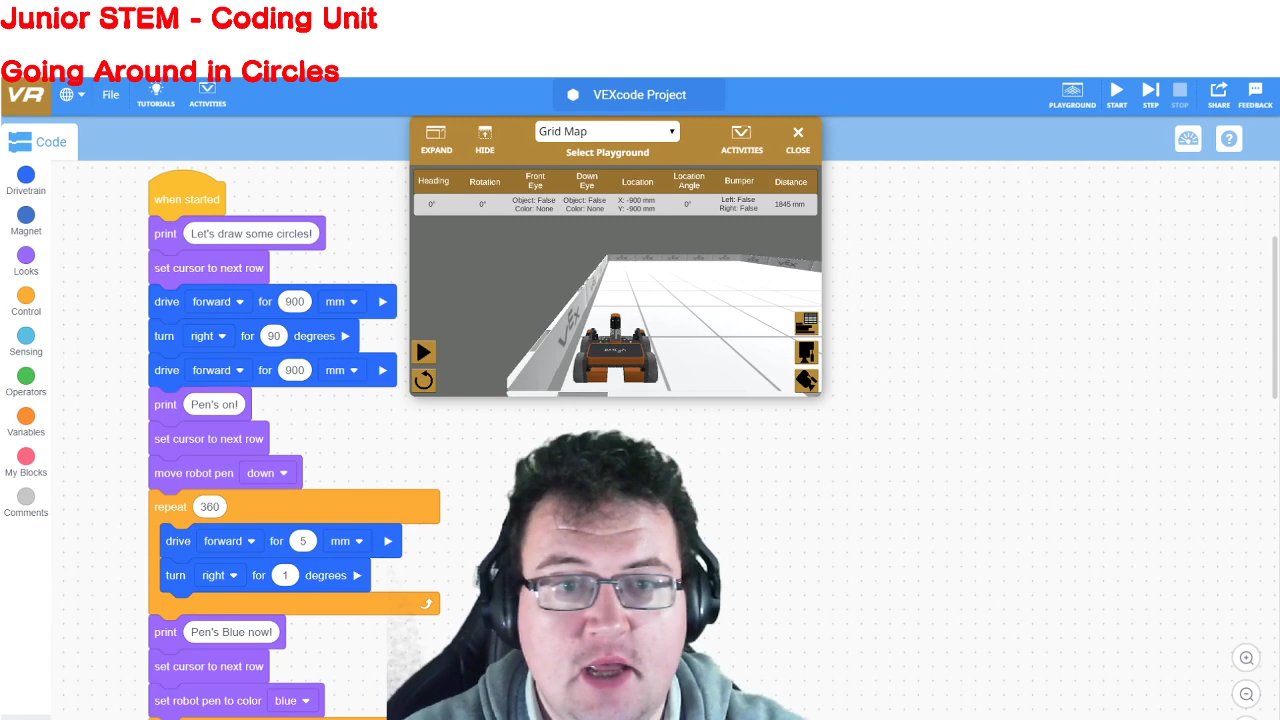 Junior STEM - Coding Unit
Going Around in Circles
VR
File
TUTORIALS
ACTIVITIES
VEXcode Project
PLAYGROUND
START
STEP
STOP
SHARE
FEEDBACK
Code
Drivetrain
Magnet
Looks
Control
Sensing
Operators
Variables
My Blocks
Comments
when started
print Let's draw some circles!
set cursor to next row
drive forward for 900 mm
turn right for 90 degrees
drive forward for 900 mm
print Pen's on!
set cursor to next row
move robot pen down
repeat 360
drive forward for 5 mm
turn right for 1 degrees
print Pen's Blue now!
set cursor to next row
set robot pen to color blue
EXPAND
HIDE
Grid Map
Select Playground
ACTIVITIES
CLOSE
Heading Rotation Front Eye Down Eye Location Location Angle Bumper Distance
0° 0° Object: False Color: None Object: False Color: None X: -900 mm Y: -900 mm 0° Left: False Right: False 1845 mm
VEX